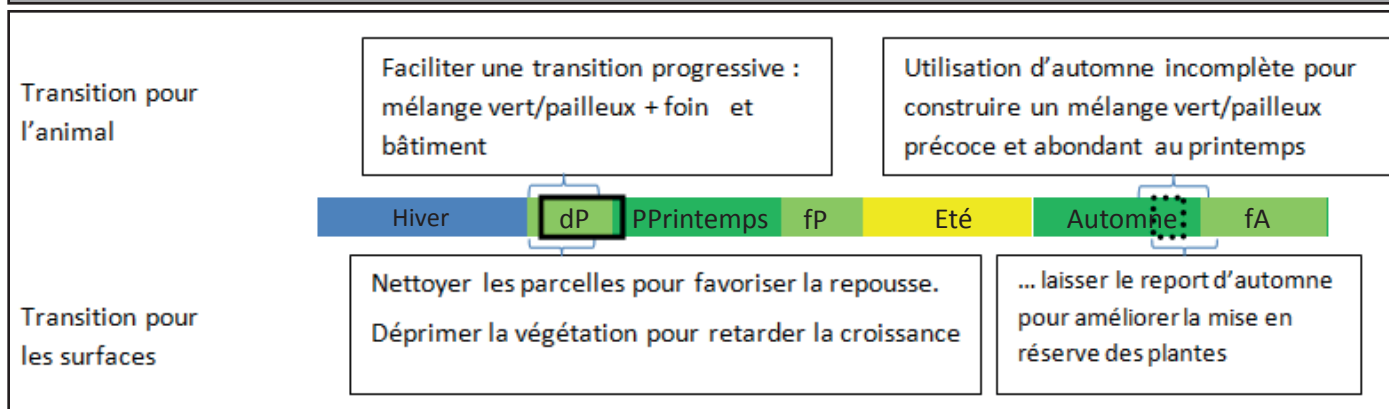 Transition pour
l'animal
Faciliter une transition progressive :
mélange vert/pailleux + foin et
bâtiment
Utilisation d'automne incomplète pour
construire un mélange vert/pailleux
précoce et abondant au printemps
Hiver
dP
PPrintemps
fP
Eté
Automne
fA
Transition pour
les surfaces
Nettoyer les parcelles pour favoriser la repousse.
Déprimer la végétation pour retarder la croissance
... laisser le report d'automne
pour améliorer la mise en
réserve des plantes